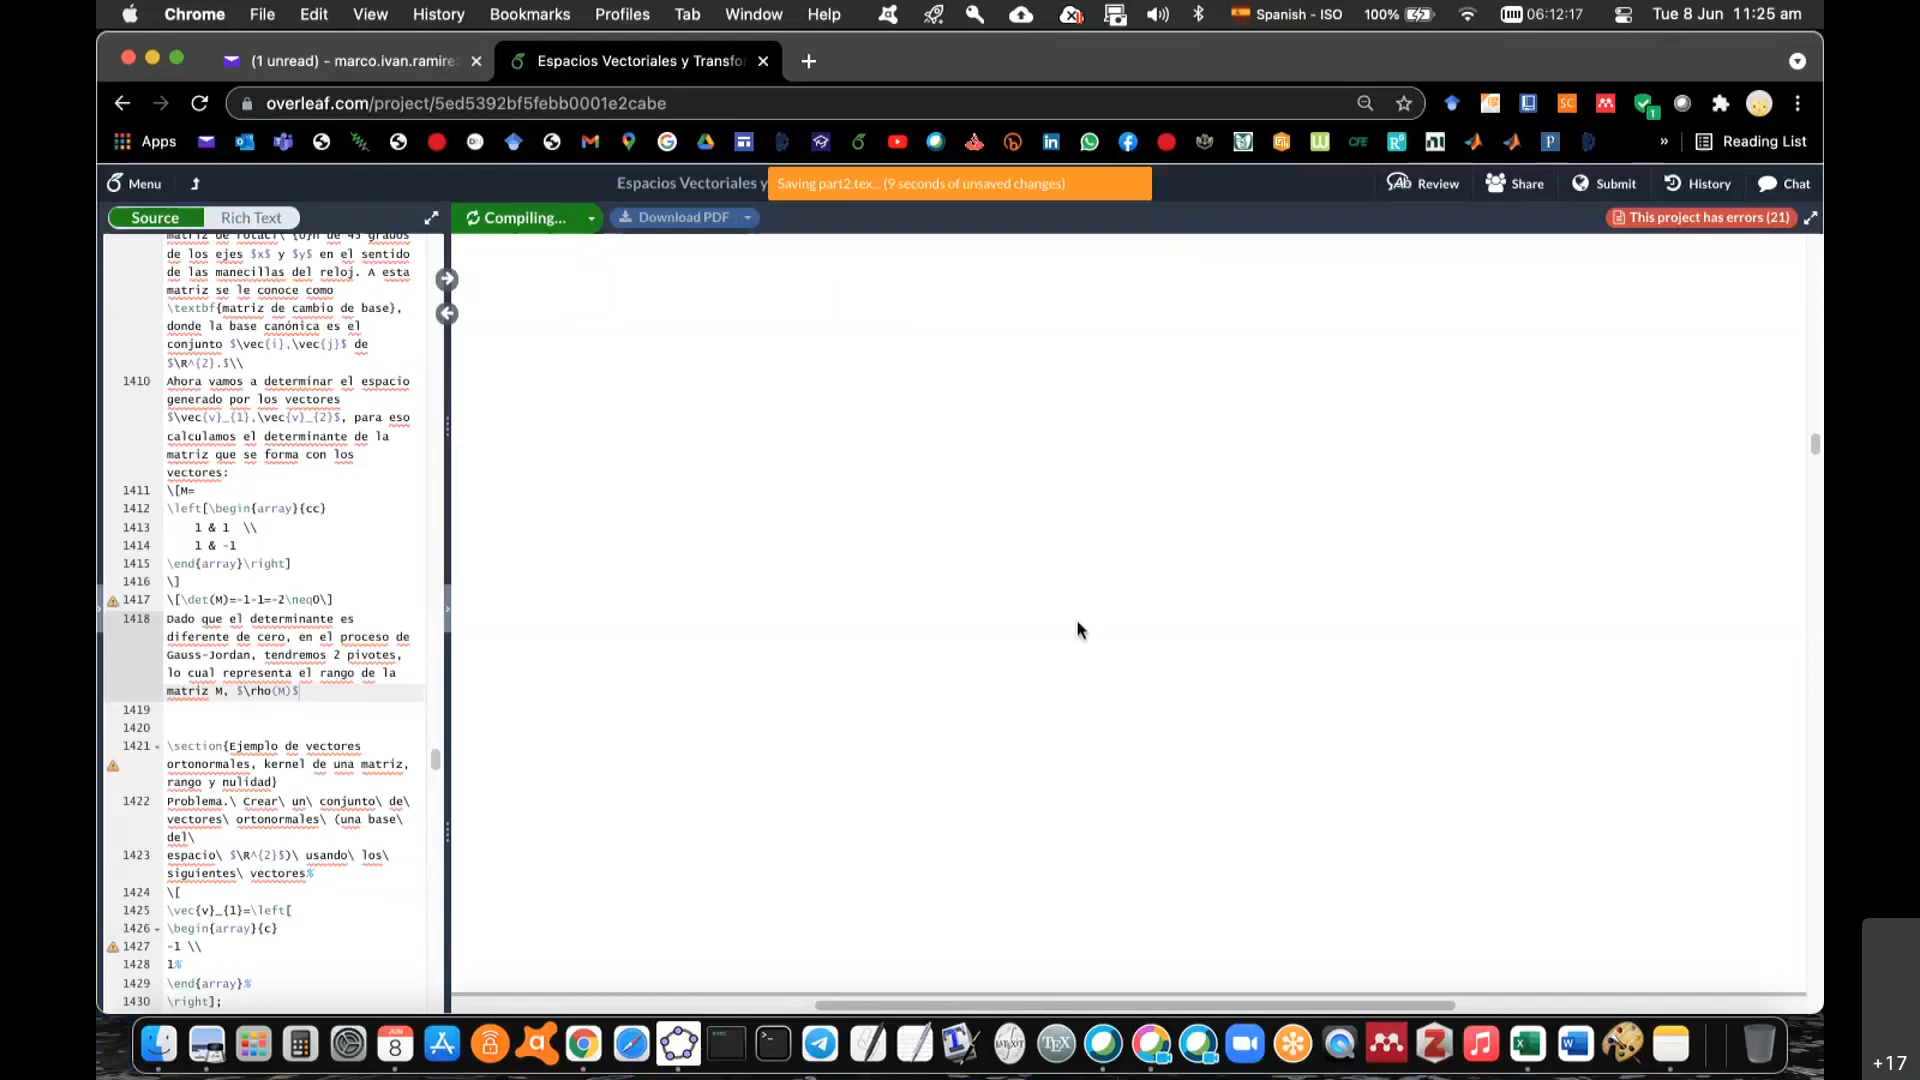 Chrome File Edit View History Bookmarks Profiles Tab Window Help Spanish - ISO 100% 06:12:17 Tue 8 Jun 11:25 am
(1 unread) - marco.ivan.ramire
Espacios Vectoriales y Transfo
overleaf.com/project/5ed5392bf5febb0001e2cabe
Apps
Reading List
Menu
Espacios Vectoriales y
Saving part2.tex... (9 seconds of unsaved changes)
Review Share Submit History Chat
Source Rich Text
Compiling...
Download PDF
This project has errors (21)
matriz de rotaci\'{o}n de 45 grados
de los ejes $x$ y $y$ en el sentido
de las manecillas del reloj. A esta
matriz se le conoce como
\textbf{matriz de cambio de base},
donde la base canónica es el
conjunto $\vec{i},\vec{j}$ de
$\R^{2}.$\\
1410 Ahora vamos a determinar el espacio
generado por los vectores
$\vec{v}_{1},\vec{v}_{2}$, para eso
calculamos el determinante de la
matriz que se forma con los
vectores:
1411 \[M=
1412 \left[\begin{array}{cc}
1413 1 & 1 \\
1414 1 & -1
1415 \end{array}\right]
1416 \]
1417 \[\det(M)=-1-1=-2\neq0\]
1418 Dado que el determinante es
diferente de cero, en el proceso de
Gauss-Jordan, tendremos 2 pivotes,
lo cual representa el rango de la
matriz M, $\rho(M)$
1419
1420
1421 \section{Ejemplo de vectores
ortonormales, kernel de una matriz,
rango y nulidad}
1422 Problema.\ Crear\ un\ conjunto\ de\
vectores\ ortonormales\ (una base\
del\
1423 espacio\ $\R^{2}$)\ usando\ los\
siguientes\ vectores%
1424 \[
1425 \vec{v}_{1}=\left[
1426 \begin{array}{c}
1427 -1 \\
1428 1%
1429 \end{array}%
1430 \right];
+17